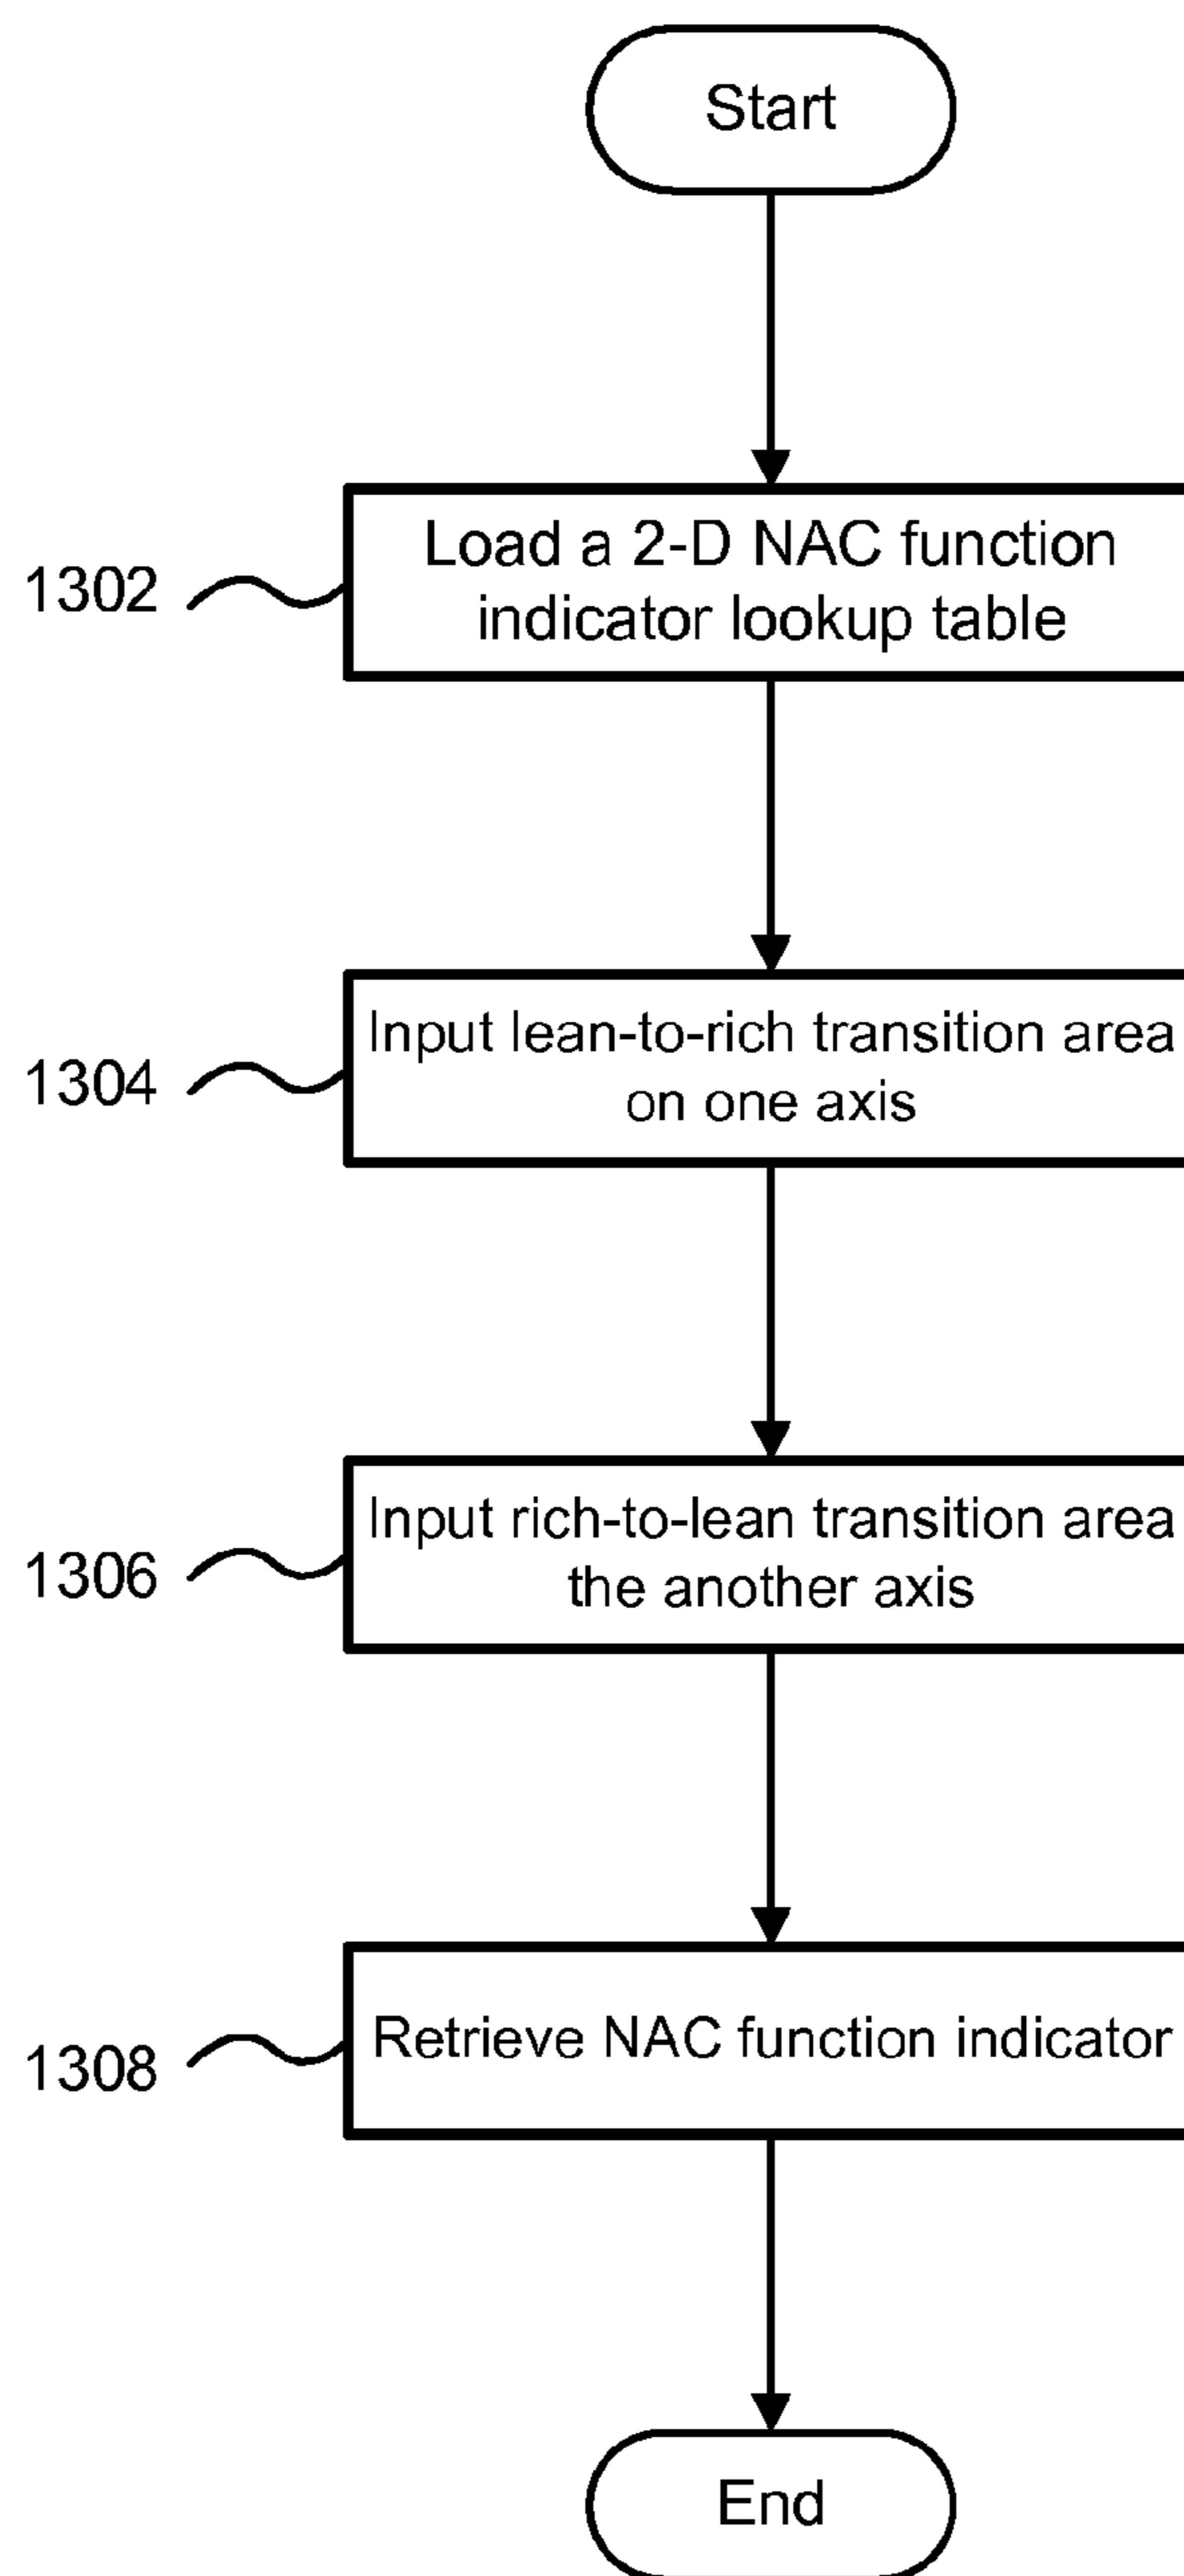 Start
1302
Load a 2-D NAC function
indicator lookup table
1304
Input lean-to-rich transition area
on one axis
1306
Input rich-to-lean transition area
the another axis
1308
Retrieve NAC function indicator
End